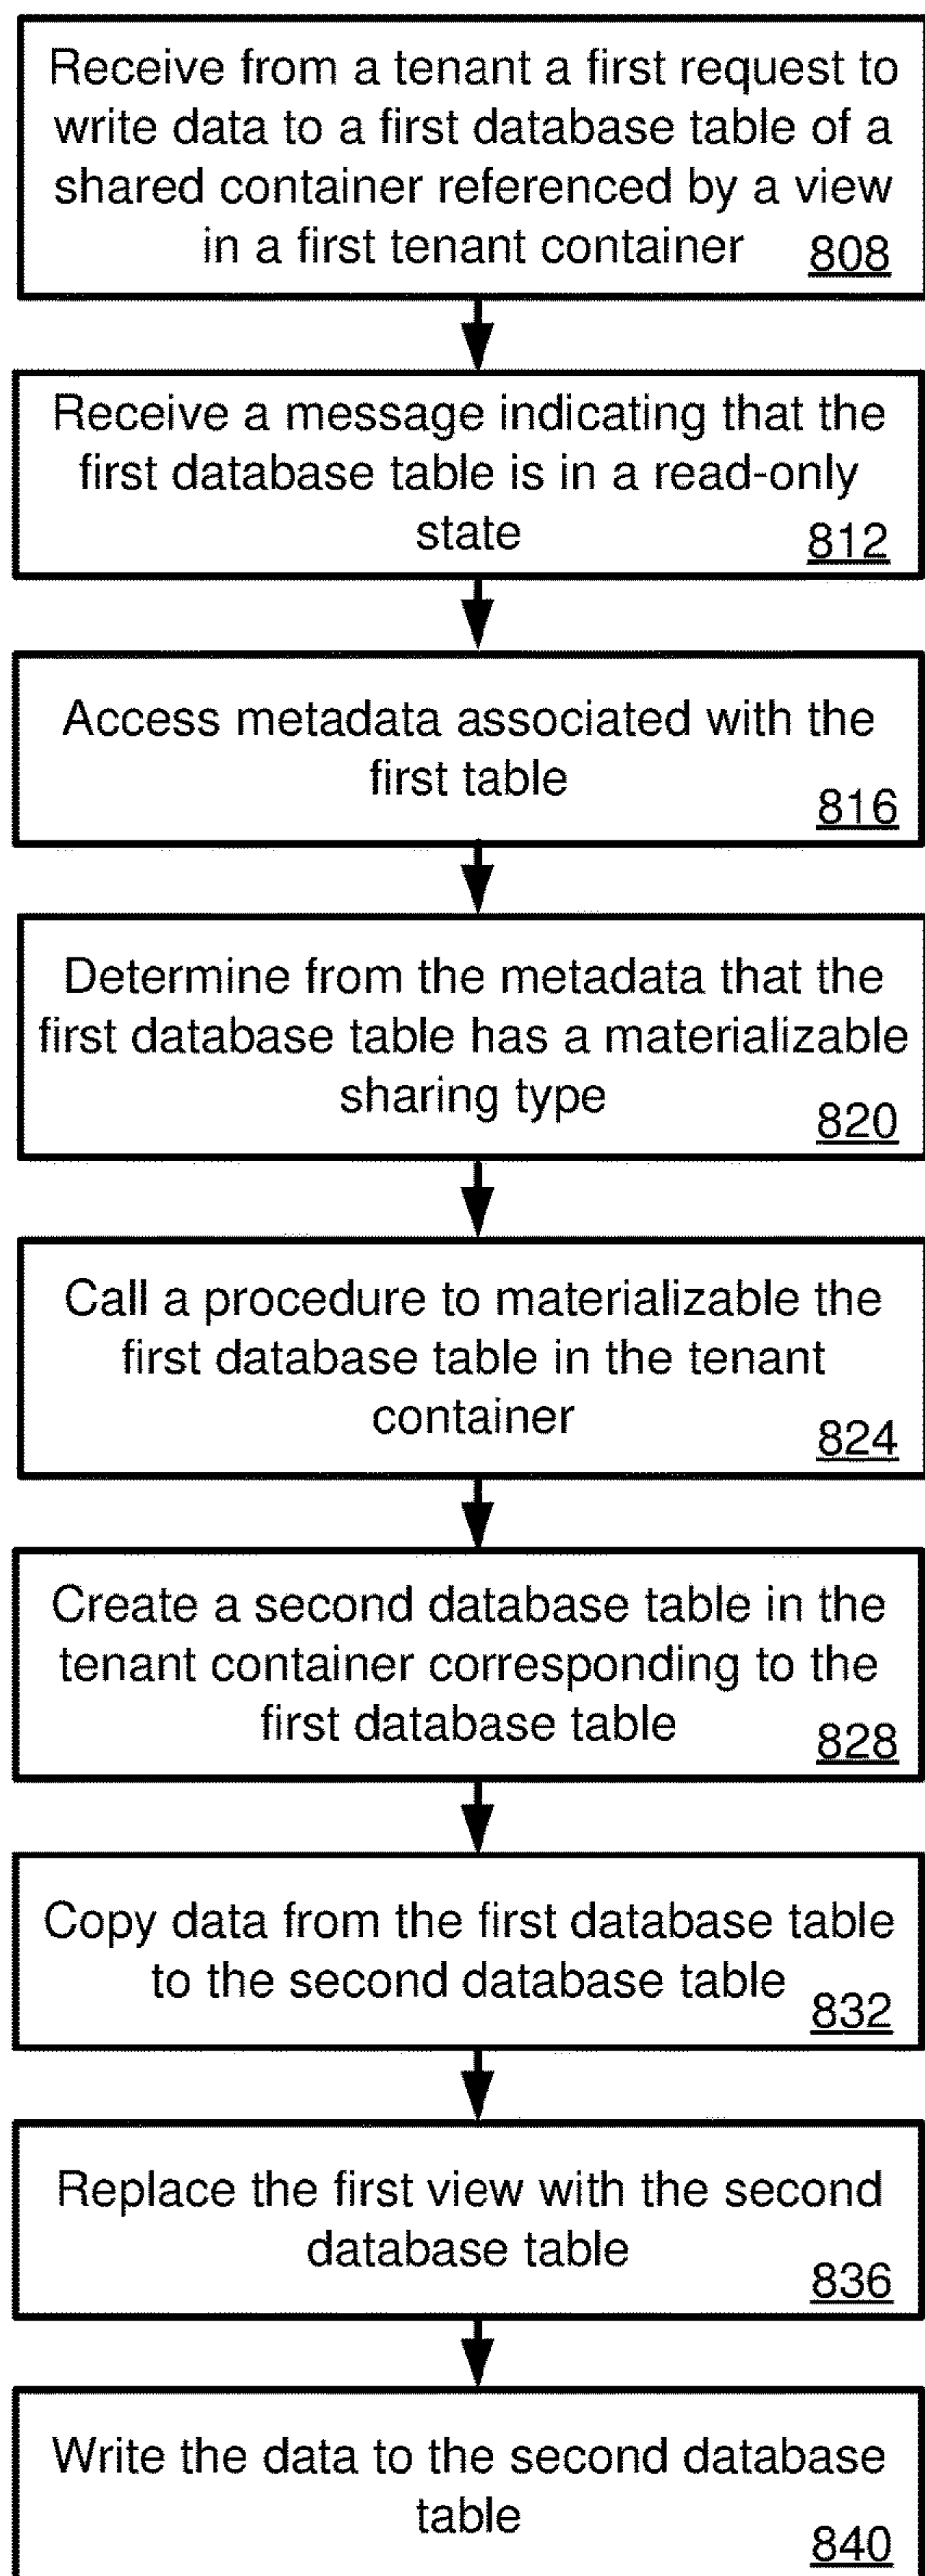 Receive from a tenant a first request to
write data to a first database table of a
shared container referenced by a view
in a first tenant container 808
Receive a message indicating that the
first database table is in a read-only
state 812
Access metadata associated with the
first table
816
Determine from the metadata that the
first database table has a materializable
sharing type
820
Call a procedure to materializable the
first database table in the tenant
container
824
Create a second database table in the
tenant container corresponding to the
first database table
828
Copy data from the first database table
to the second database table
832
Replace the first view with the second
database table
836
Write the data to the second database
table
840